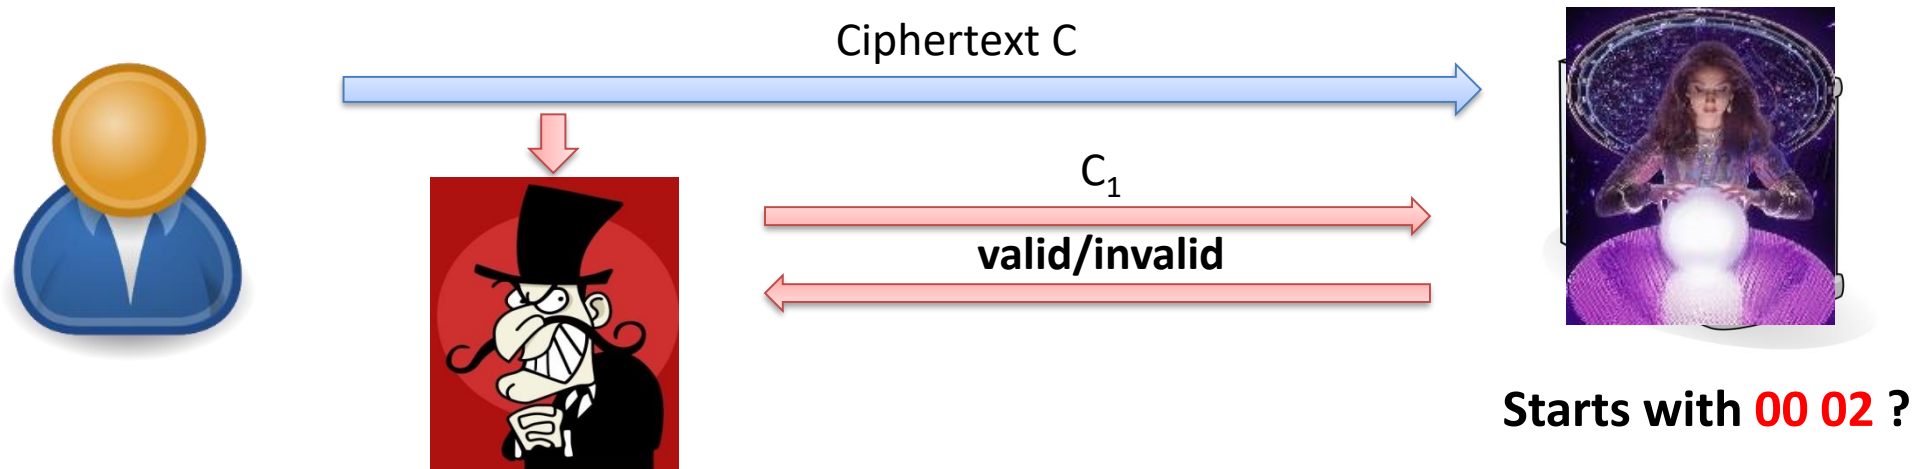 Ciphertext C
C₁
valid/invalid
Starts with 00 02 ?